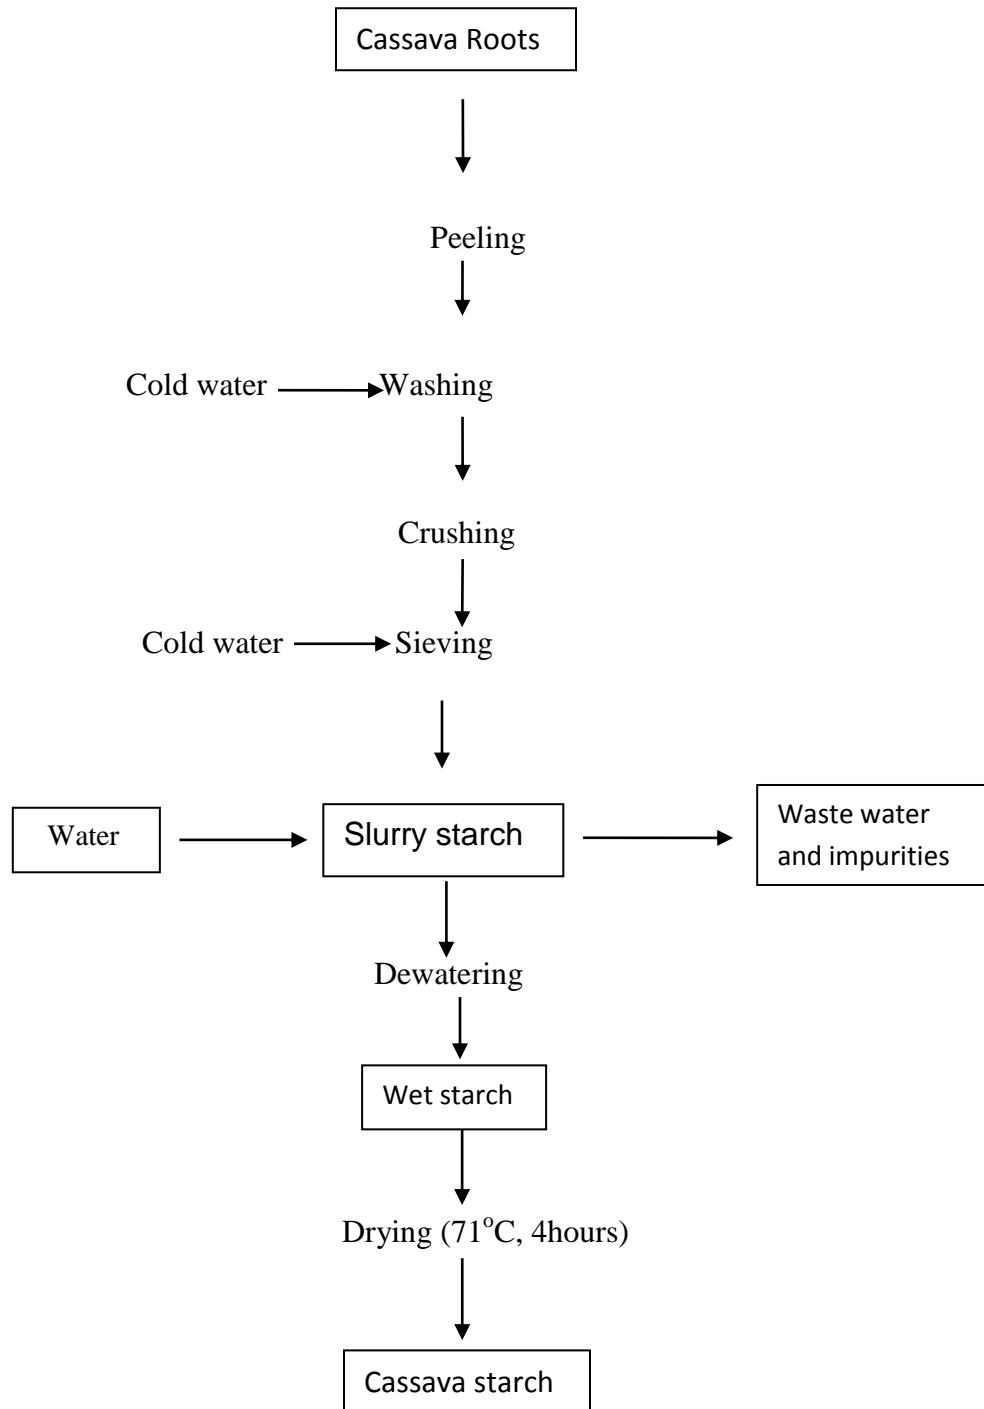 Cassava Roots
Peeling
Cold water
Washing
Crushing
Cold water
Sieving
Water
Slurry starch
Waste water
and impurities
Dewatering
Wet starch
Drying (71°C, 4hours)
Cassava starch